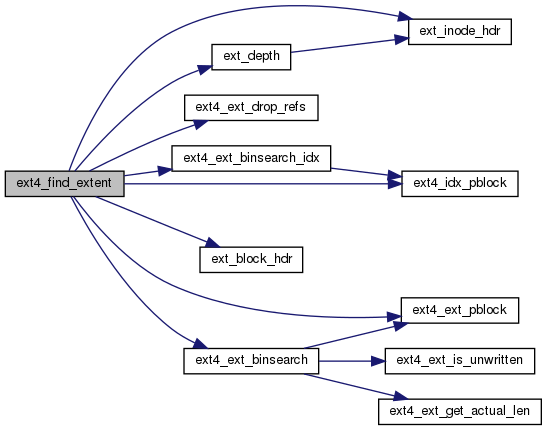 ext_inode_hdr
ext_depth
ext4_ext_drop_refs
ext4_ext_binsearch_idx
ext4_find_extent
ext4_idx_pblock
ext_block_hdr
ext4_ext_pblock
ext4_ext_binsearch
ext4_ext_is_unwritten
ext4_ext_get_actual_len